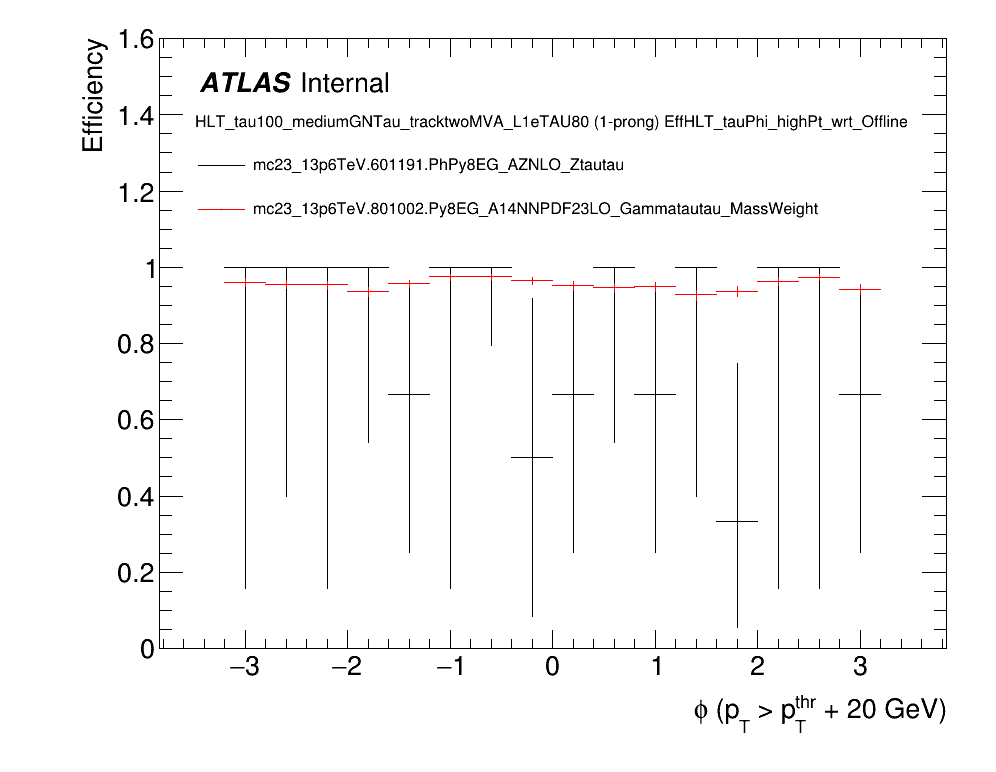 1.6
1.4
1.2
1
0.8
0.6
0.4
0.2
0
Efficiency
ATLAS Internal
HLT_tau100_mediumGNTau_tracktwoMVA_L1eTAU80 (1-prong) EffHLT_tauPhi_highPt_wrt_Offline
mc23_13p6TeV.601191.PhPy8EG_AZNLO_Ztautau
mc23_13p6TeV.801002.Py8EG_A14NNPDF23LO_Gammatautau_MassWeight
−3 −2 −1 0 1 2 3
ϕ (p_T > p_T^thr + 20 GeV)